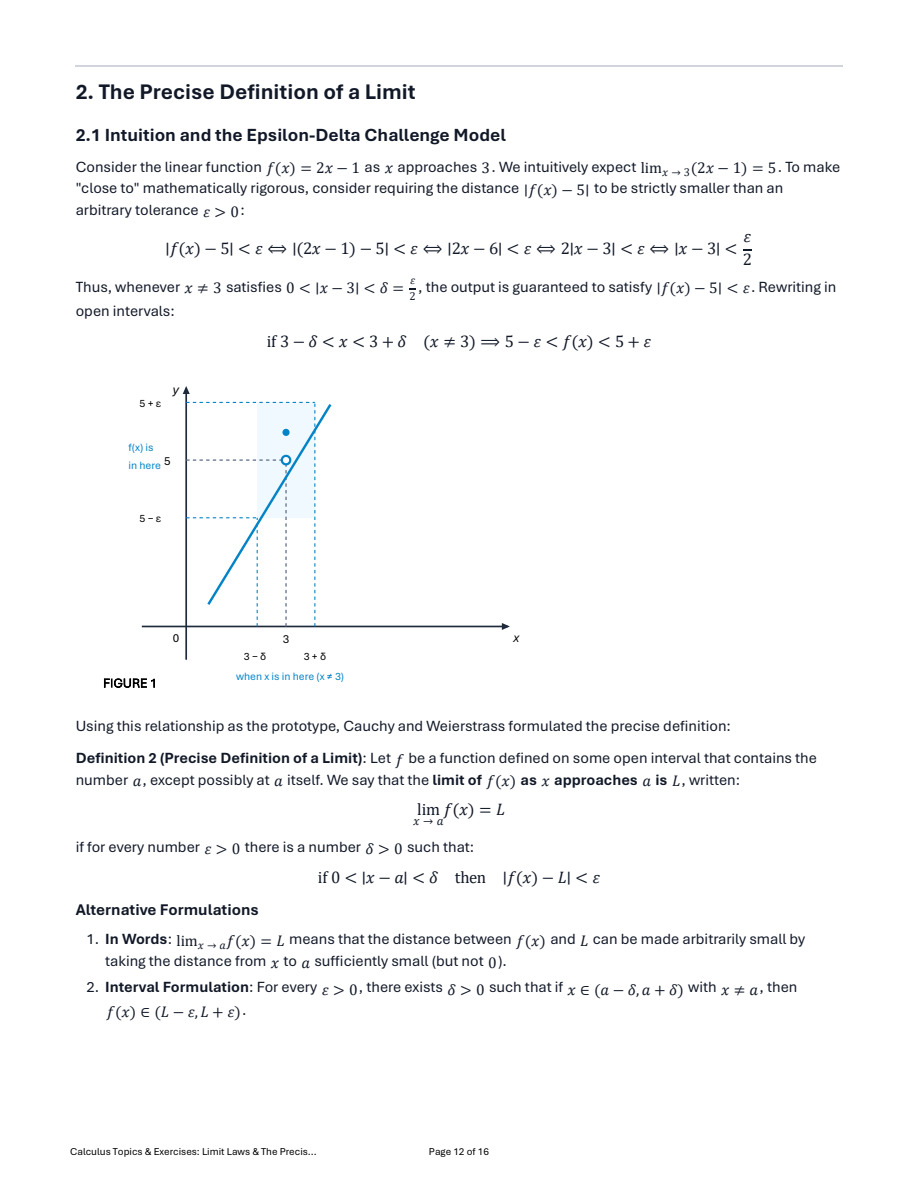 2. The Precise Definition of a Limit
2.1 Intuition and the Epsilon-Delta Challenge Model
Consider the linear function f(x) = 2x − 1 as x approaches 3. We intuitively expect lim_{x → 3}(2x − 1) = 5. To make
"close to" mathematically rigorous, consider requiring the distance |f(x) − 5| to be strictly smaller than an
arbitrary tolerance ε > 0:
|f(x) − 5| < ε ⟺ |(2x − 1) − 5| < ε ⟺ |2x − 6| < ε ⟺ 2|x − 3| < ε ⟺ |x − 3| < ε/2
Thus, whenever x ≠ 3 satisfies 0 < |x − 3| < δ = ε/2, the output is guaranteed to satisfy |f(x) − 5| < ε. Rewriting in
open intervals:
if 3 − δ < x < 3 + δ (x ≠ 3) ⟹ 5 − ε < f(x) < 5 + ε
y
5 + ε
f(x) is
in here 5
5 − ε
0 3 x
3 − δ 3 + δ
when x is in here (x ≠ 3)
FIGURE 1
Using this relationship as the prototype, Cauchy and Weierstrass formulated the precise definition:
Definition 2 (Precise Definition of a Limit): Let f be a function defined on some open interval that contains the
number a, except possibly at a itself. We say that the limit of f(x) as x approaches a is L, written:
lim_{x → a} f(x) = L
if for every number ε > 0 there is a number δ > 0 such that:
if 0 < |x − a| < δ then |f(x) − L| < ε
Alternative Formulations
1. In Words: lim_{x → a} f(x) = L means that the distance between f(x) and L can be made arbitrarily small by
taking the distance from x to a sufficiently small (but not 0).
2. Interval Formulation: For every ε > 0, there exists δ > 0 such that if x ∈ (a − δ, a + δ) with x ≠ a, then
f(x) ∈ (L − ε, L + ε).
Calculus Topics & Exercises: Limit Laws & The Precis... Page 12 of 16